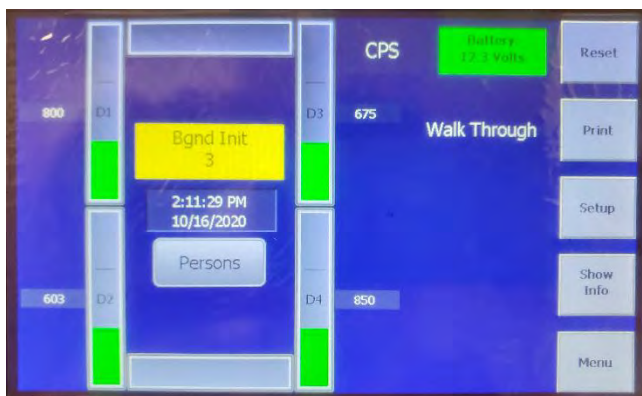 CPS
Battery:
12.3 Volts
Reset
800
D1
D3
675
Bgnd Init
3
Walk Through
Print
2:11:29 PM
10/16/2020
Setup
Persons
603
D2
D4
850
Show
Info
Menu